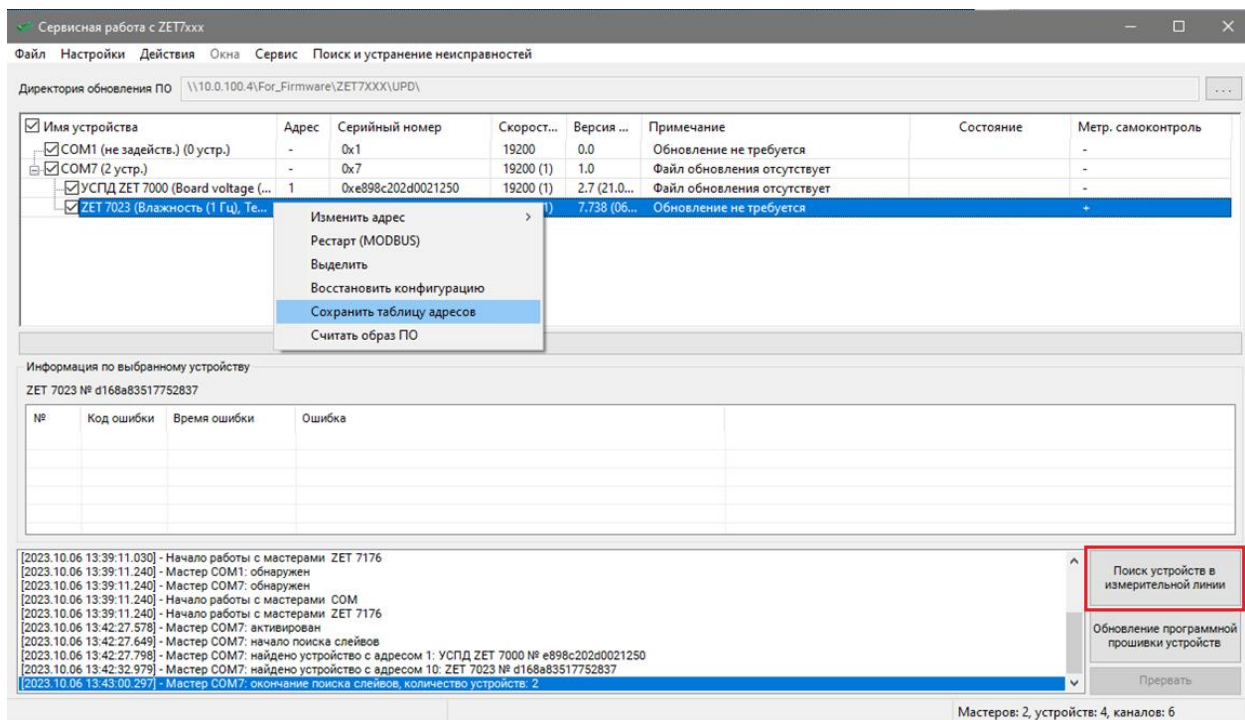 Сервисная работа с ZET7xxx
Файл Настройки Действия Окна Сервис Поиск и устранение неисправностей
Директория обновления ПО \\10.0.100.4\For_Firmware\ZET7XXX\UPD\ ...
Имя устройства Адрес Серийный номер Скорост... Версия ... Примечание Состояние Метр. самоконтроль
COM1 (не задейств.) (0 устр.) - 0x1 19200 0.0 Обновление не требуется -
COM7 (2 устр.) - 0x7 19200 (1) 1.0 Файл обновления отсутствует -
УСПД ZET 7000 (Board voltage (... 1 0xe898c202d0021250 19200 (1) 2.7 (21.0... Файл обновления отсутствует -
ZET 7023 (Влажность (1 Гц), Те... 1) 7.738 (06... Обновление не требуется +
Изменить адрес >
Рестарт (MODBUS)
Выделить
Восстановить конфигурацию
Сохранить таблицу адресов
Считать образ ПО
Информация по выбранному устройству
ZET 7023 № d168a83517752837
№ Код ошибки Время ошибки Ошибка
[2023.10.06 13:39:11.030] - Начало работы с мастерами ZET 7176
[2023.10.06 13:39:11.240] - Мастер COM1: обнаружен
[2023.10.06 13:39:11.240] - Мастер COM7: обнаружен
[2023.10.06 13:39:11.240] - Начало работы с мастерами COM
[2023.10.06 13:39:11.240] - Начало работы с мастерами ZET 7176
[2023.10.06 13:42:27.578] - Мастер COM7: активирован
[2023.10.06 13:42:27.649] - Мастер COM7: начало поиска слейвов
[2023.10.06 13:42:27.798] - Мастер COM7: найдено устройство с адресом 1: УСПД ZET 7000 № e898c202d0021250
[2023.10.06 13:42:32.979] - Мастер COM7: найдено устройство с адресом 10: ZET 7023 № d168a83517752837
[2023.10.06 13:43:00.297] - Мастер COM7: окончание поиска слейвов, количество устройств: 2
Поиск устройств в
измерительной линии
Обновление программной
прошивки устройств
Прервать
Мастеров: 2, устройств: 4, каналов: 6